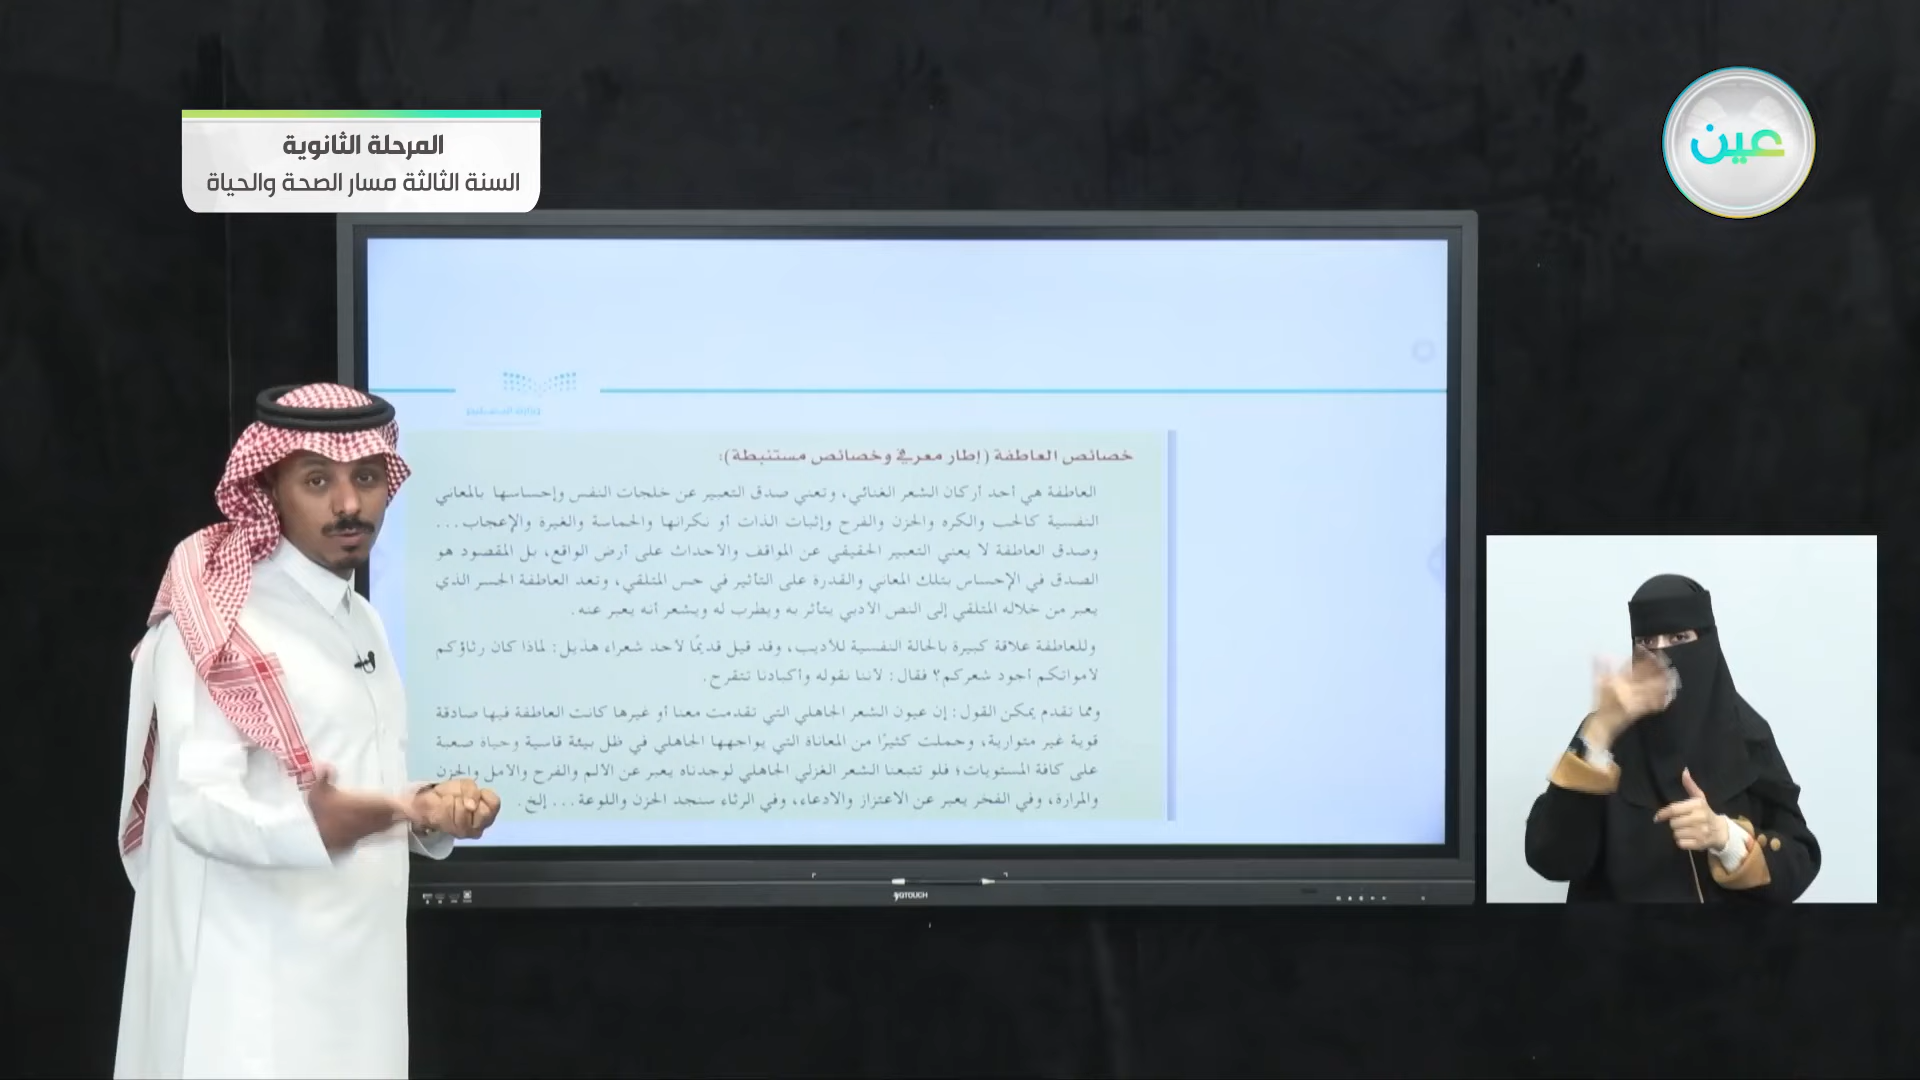 المرحلة الثانوية
السنة الثالثة مسار الصحة والحياة
عين
وزارة التعليم
خصائص العاطفة (إطار معرفي وخصائص مستنبطة):
العاطفة هي أحد أركان الشعر الغنائي، وتعني صدق التعبير عن خلجات النفس وإحساسها بالمعاني
النفسية كالحب والكره والحزن والفرح وإثبات الذات أو نكرانها والحماسة والغيرة والإعجاب...
وصدق العاطفة لا يعني التعبير الحقيقي عن المواقف والأحداث على أرض الواقع، بل المقصود هو
الصدق في الإحساس بتلك المعاني والقدرة على التأثير في حس المتلقي، وتعد العاطفة الجسر الذي
يعبر من خلاله المتلقي إلى النص الأدبي يتأثر به ويطرب له ويشعر أنه يعبر عنه.
وللعاطفة علاقة كبيرة بالحالة النفسية للأديب، وقد قيل قديمًا لأحد شعراء هذيل: لماذا كان رثاؤكم
لأمواتكم أجود شعركم؟ فقال: لأننا نقوله وأكبادنا تتقرح.
ومما تقدم يمكن القول: إن عيون الشعر الجاهلي التي تقدمت معنا أو غيرها كانت العاطفة فيها صادقة
قوية غير متوارية، وحملت كثيرًا من المعاناة التي يواجهها الجاهلي في ظل بيئة قاسية وحياة صعبة
على كافة المستويات؛ فلو تتبعنا الشعر الغزلي الجاهلي لوجدناه يعبر عن الألم والفرح والأمل والحزن
والمرارة، وفي الفخر يعبر عن الاعتزاز والادعاء، وفي الرثاء سنجد الحزن واللوعة... إلخ.
QTOUCH